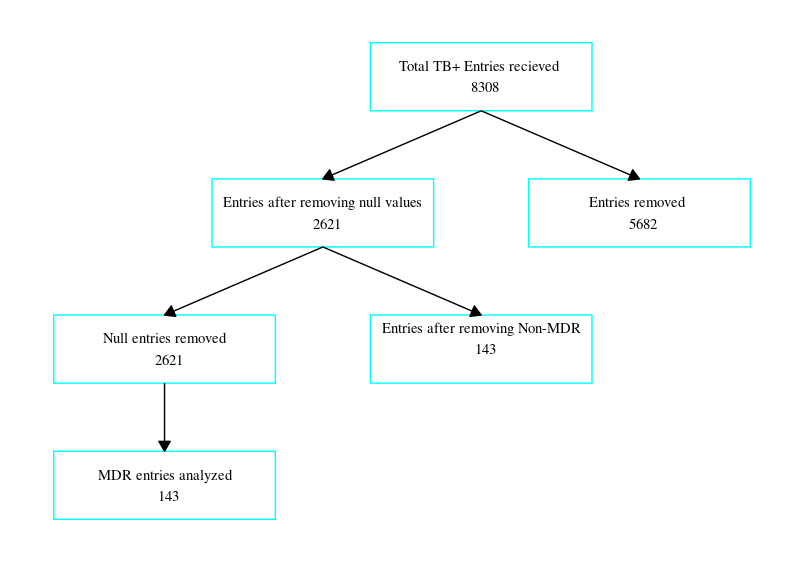 Total TB+ Entries recieved
8308
Entries after removing null values
2621
Entries removed
5682
Null entries removed
2621
Entries after removing Non-MDR
143
MDR entries analyzed
143